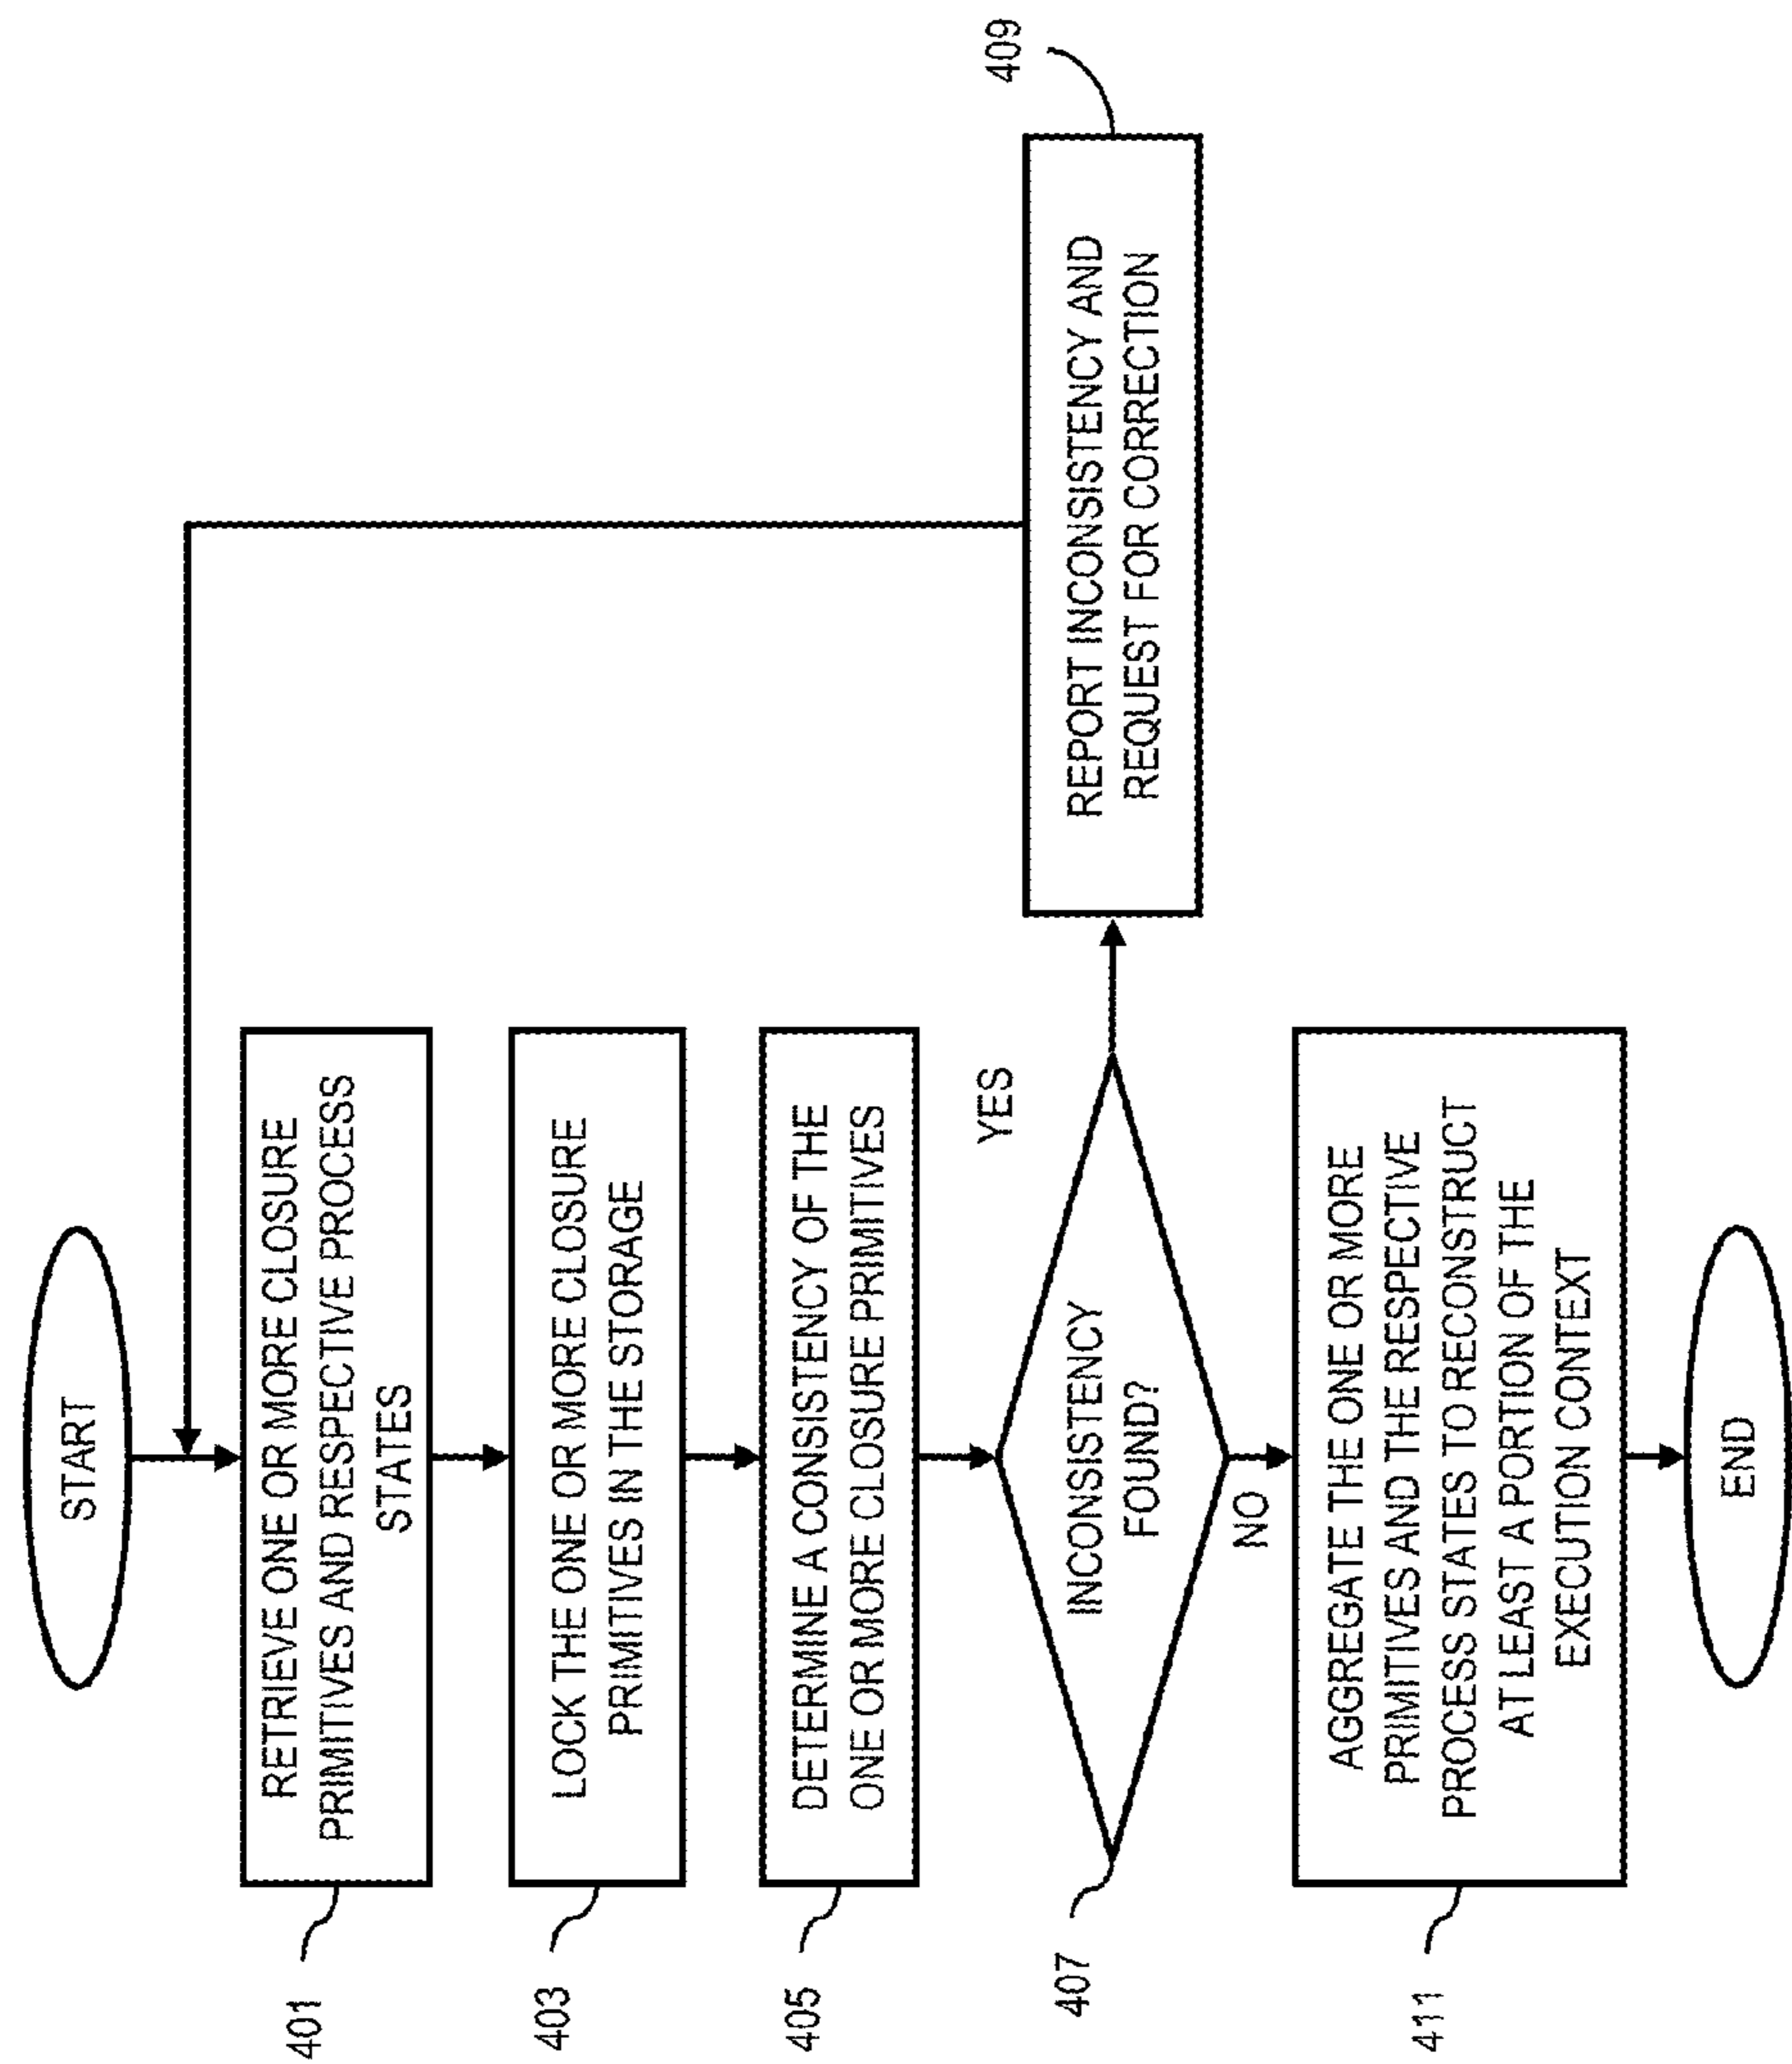 START
401
RETRIEVE ONE OR MORE CLOSURE
PRIMITIVES AND RESPECTIVE PROCESS
STATES
403
LOCK THE ONE OR MORE CLOSURE
PRIMITIVES IN THE STORAGE
405
DETERMINE A CONSISTENCY OF THE
ONE OR MORE CLOSURE PRIMITIVES
407
INCONSISTENCY
FOUND?
YES
409
REPORT INCONSISTENCY AND
REQUEST FOR CORRECTION
NO
411
AGGREGATE THE ONE OR MORE
PRIMITIVES AND THE RESPECTIVE
PROCESS STATES TO RECONSTRUCT
AT LEAST A PORTION OF THE
EXECUTION CONTEXT
END